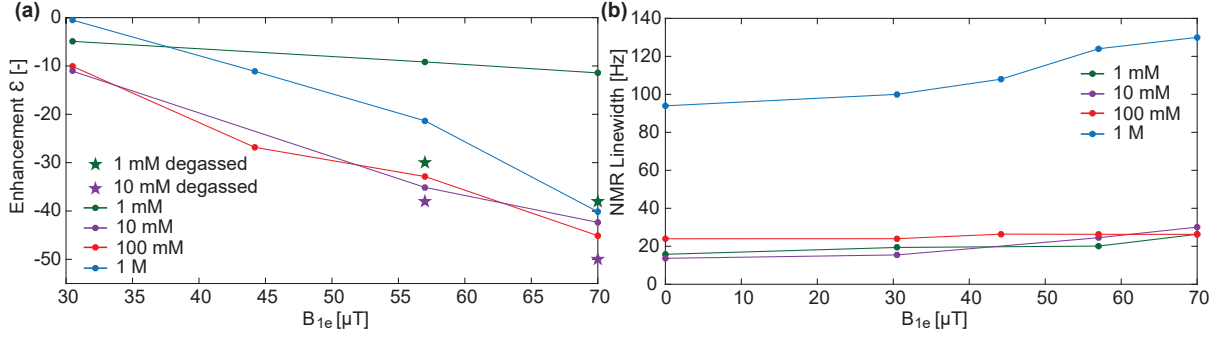 (a)
0
-10
-20
-30
-40
-50
Enhancement Ɛ [-]
1 mM degassed
10 mM degassed
1 mM
10 mM
100 mM
1 M
30 35 40 45 50 55 60 65 70
B1e [µT]
(b)
140
120
100
80
60
40
20
0
NMR Linewidth [Hz]
1 mM
10 mM
100 mM
1 M
0 10 20 30 40 50 60 70
B1e [µT]